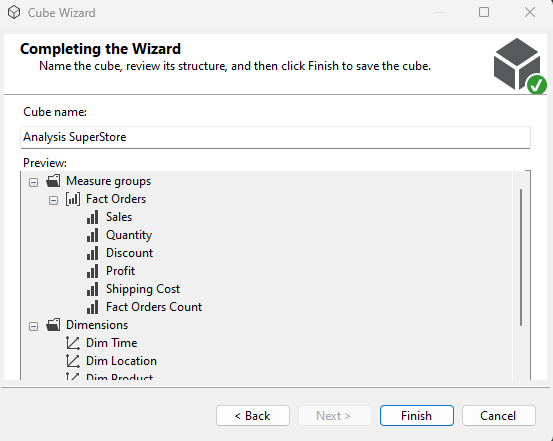 Cube Wizard
Completing the Wizard
Name the cube, review its structure, and then click Finish to save the cube.
Cube name:
Analysis SuperStore
Preview:
Measure groups
Fact Orders
Sales
Quantity
Discount
Profit
Shipping Cost
Fact Orders Count
Dimensions
Dim Time
Dim Location
Dim Product
< Back
Next >
Finish
Cancel